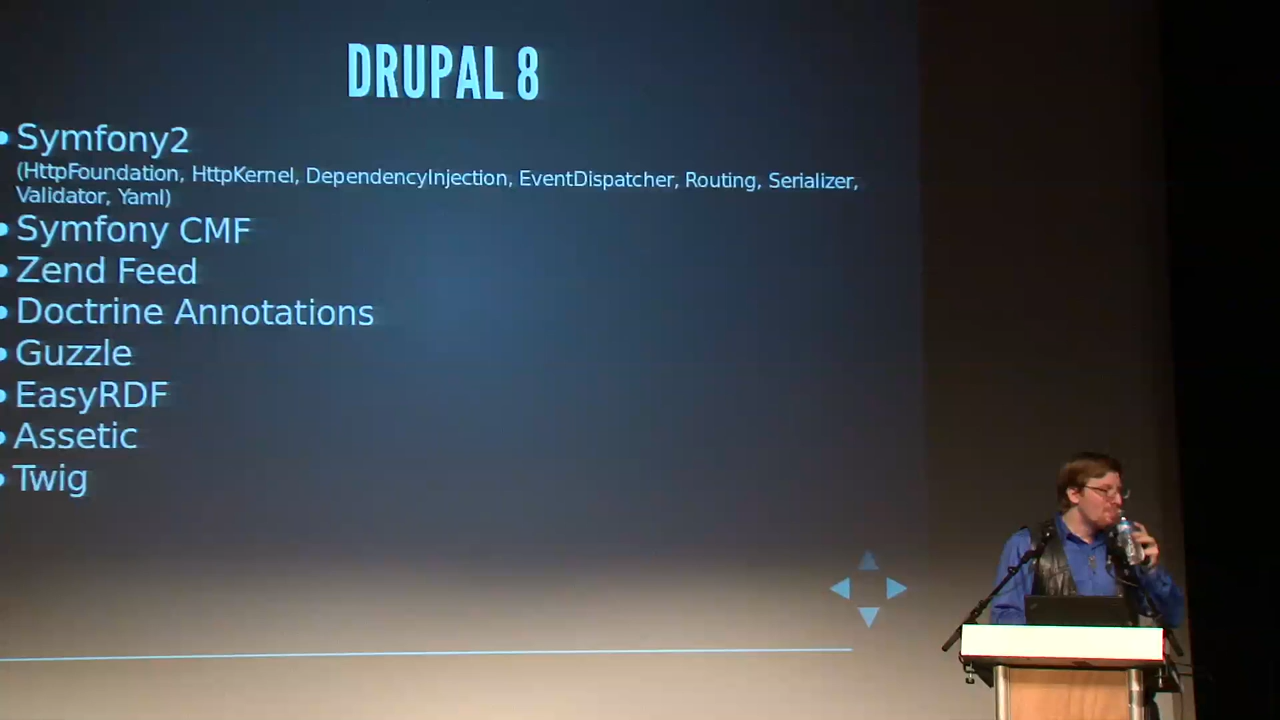 DRUPAL 8
• Symfony2
(HttpFoundation, HttpKernel, DependencyInjection, EventDispatcher, Routing, Serializer,
Validator, Yaml)
• Symfony CMF
• Zend Feed
• Doctrine Annotations
• Guzzle
• EasyRDF
• Assetic
• Twig